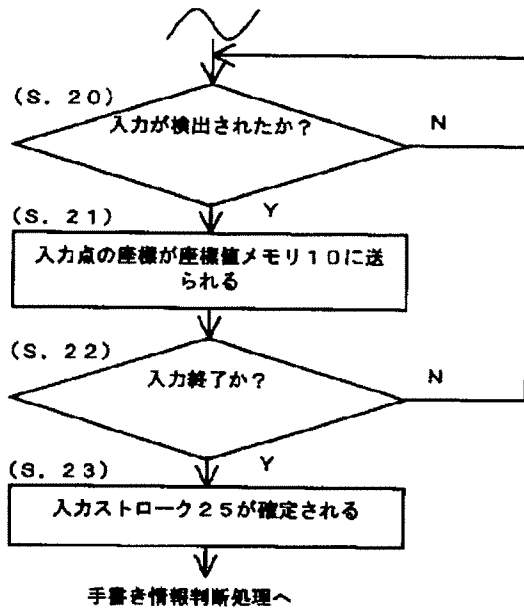 (S. 20)
入力が検出されたか?
N
Y
(S. 21)
入力点の座標が座標値メモリ10に送
られる
(S. 22)
入力終了か?
N
Y
(S. 23)
入力ストローク25が確定される
手書き情報判断処理へ